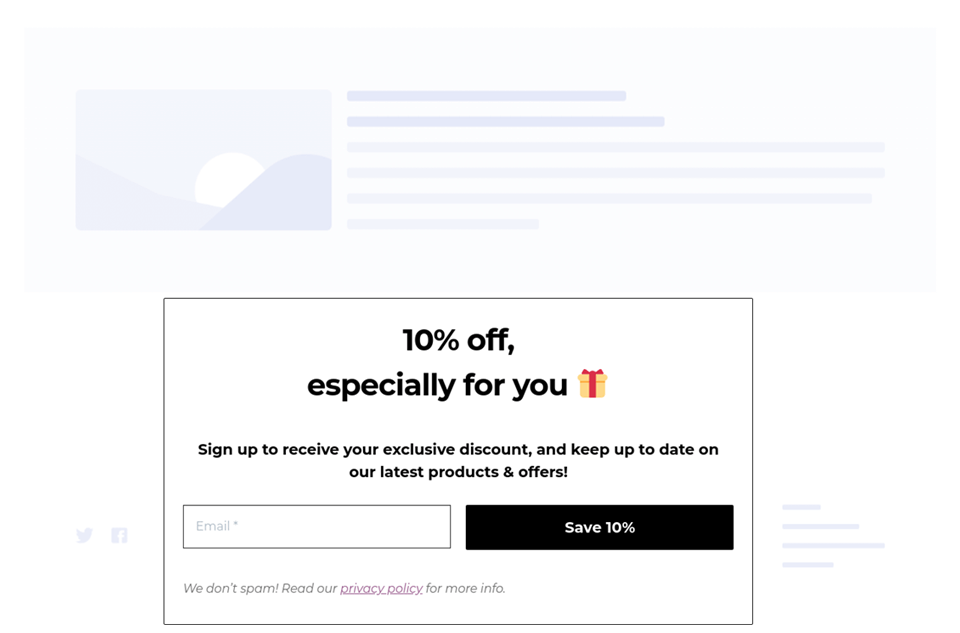 10% off,
especially for you 🎁
Sign up to receive your exclusive discount, and keep up to date on
our latest products & offers!
Email *
Save 10%
We don’t spam! Read our privacy policy for more info.